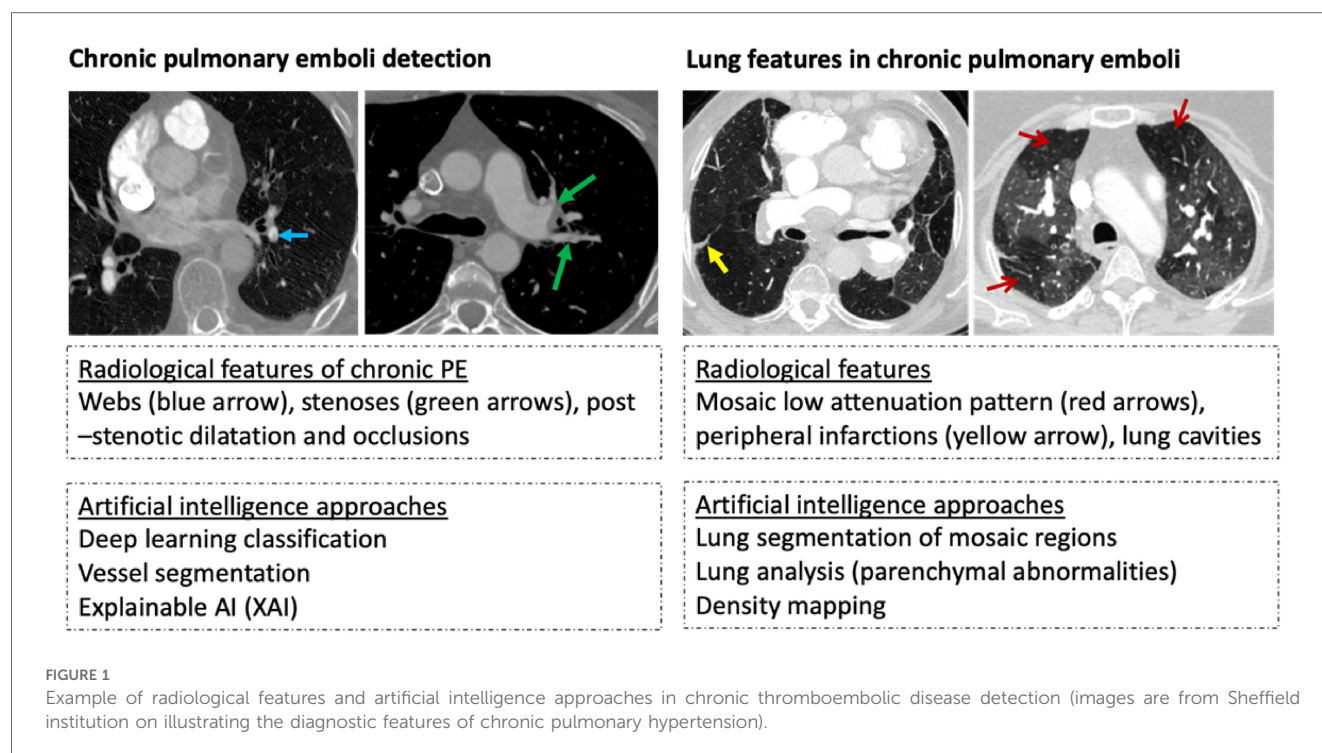 Chronic pulmonary emboli detection
Lung features in chronic pulmonary emboli
Radiological features of chronic PE
Webs (blue arrow), stenoses (green arrows), post
–stenotic dilatation and occlusions
Radiological features
Mosaic low attenuation pattern (red arrows),
peripheral infarctions (yellow arrow), lung cavities
Artificial intelligence approaches
Deep learning classification
Vessel segmentation
Explainable AI (XAI)
Artificial intelligence approaches
Lung segmentation of mosaic regions
Lung analysis (parenchymal abnormalities)
Density mapping
FIGURE 1
Example of radiological features and artificial intelligence approaches in chronic thromboembolic disease detection (images are from Sheffield
institution on illustrating the diagnostic features of chronic pulmonary hypertension).